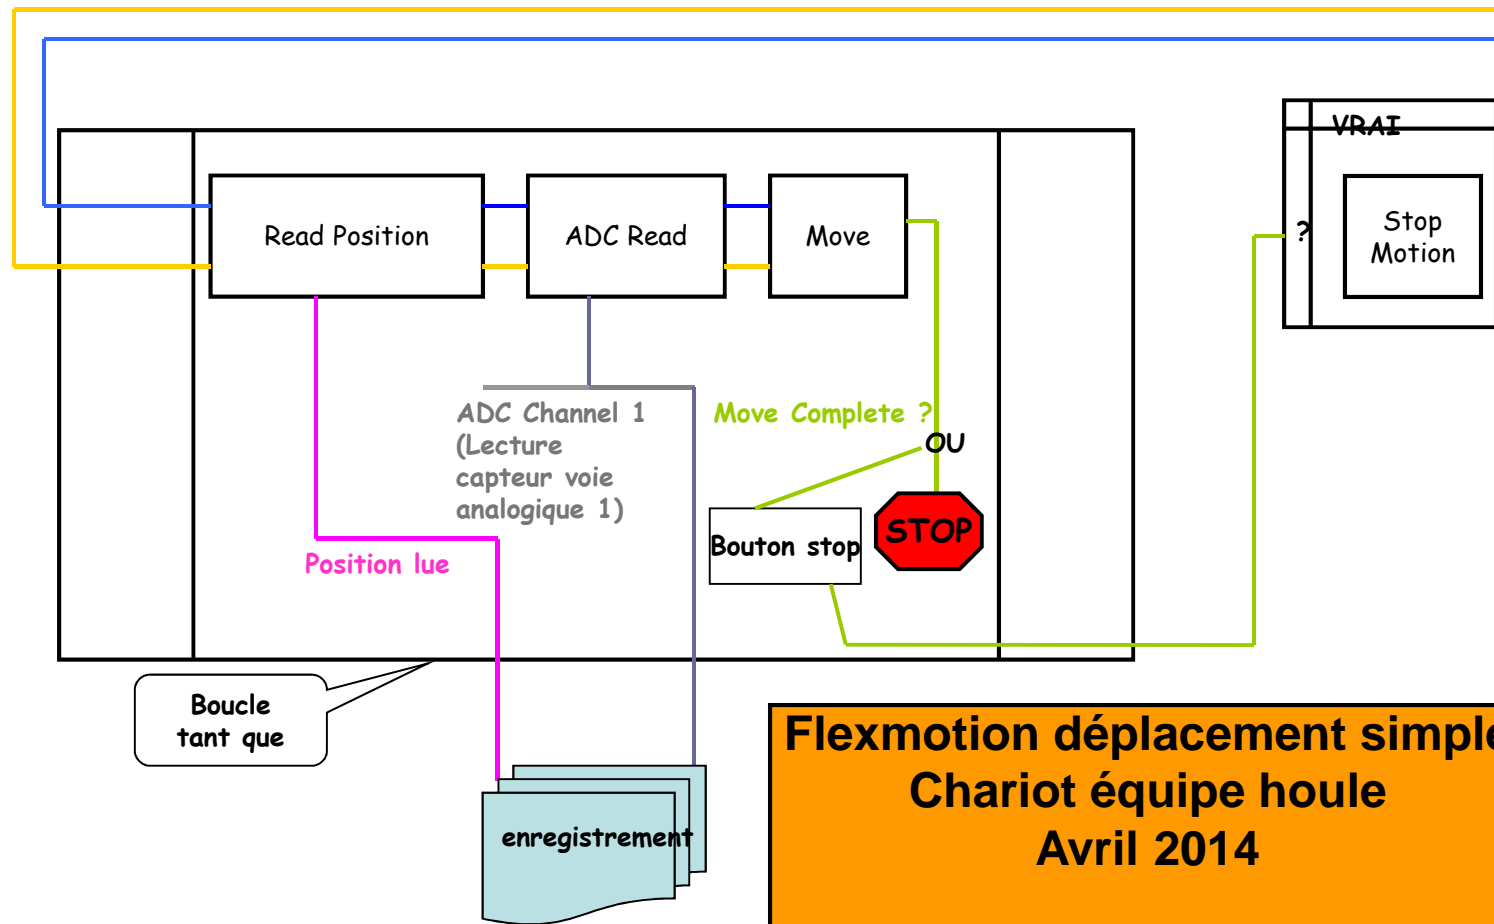 VRAI
Read Position
ADC Read
Move
?
Stop
Motion
ADC Channel 1
(Lecture
capteur voie
analogique 1)
Move Complete ?
OU
Bouton stop
STOP
Position lue
Boucle
tant que
Flexmotion déplacement simple
Chariot équipe houle
Avril 2014
enregistrement